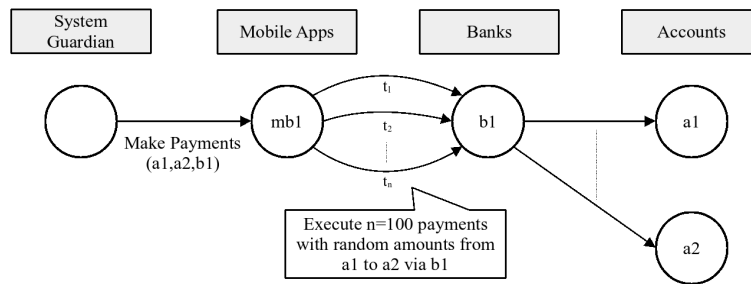 System
Guardian
Mobile Apps
Banks
Accounts
mb1
t1
t2
tn
b1
a1
a2
Make Payments
(a1,a2,b1)
Execute n=100 payments
with random amounts from
a1 to a2 via b1